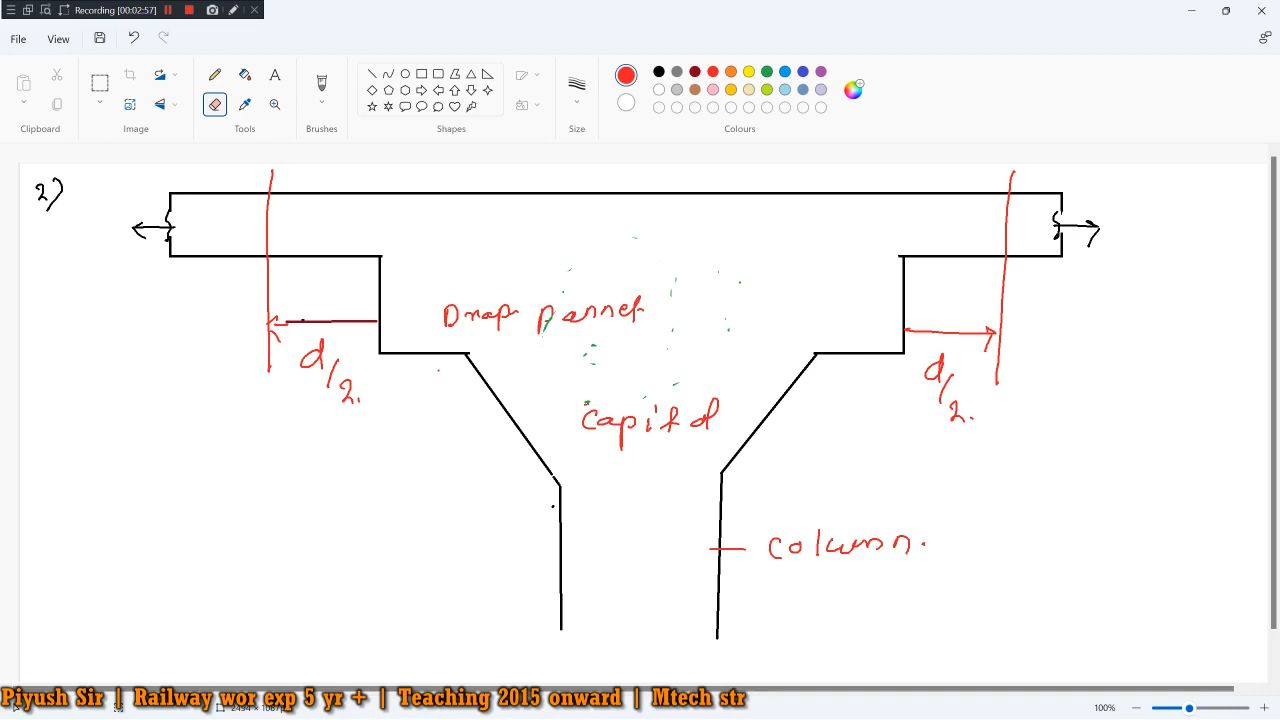 Recording [00:02:57]
File View
Clipboard Image Tools Brushes Shapes Size Colours
2)
Drop pannel
d/2.
d/2.
Capital
Column.
Piyush Sir | Railway wor exp 5 yr + | Teaching 2015 onward | Mtech str
100%